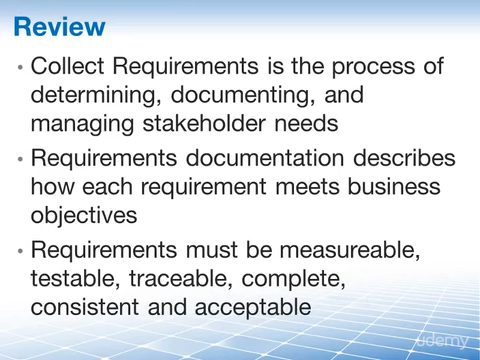 Review
• Collect Requirements is the process of
determining, documenting, and
managing stakeholder needs
• Requirements documentation describes
how each requirement meets business
objectives
• Requirements must be measureable,
testable, traceable, complete,
consistent and acceptable
udemy